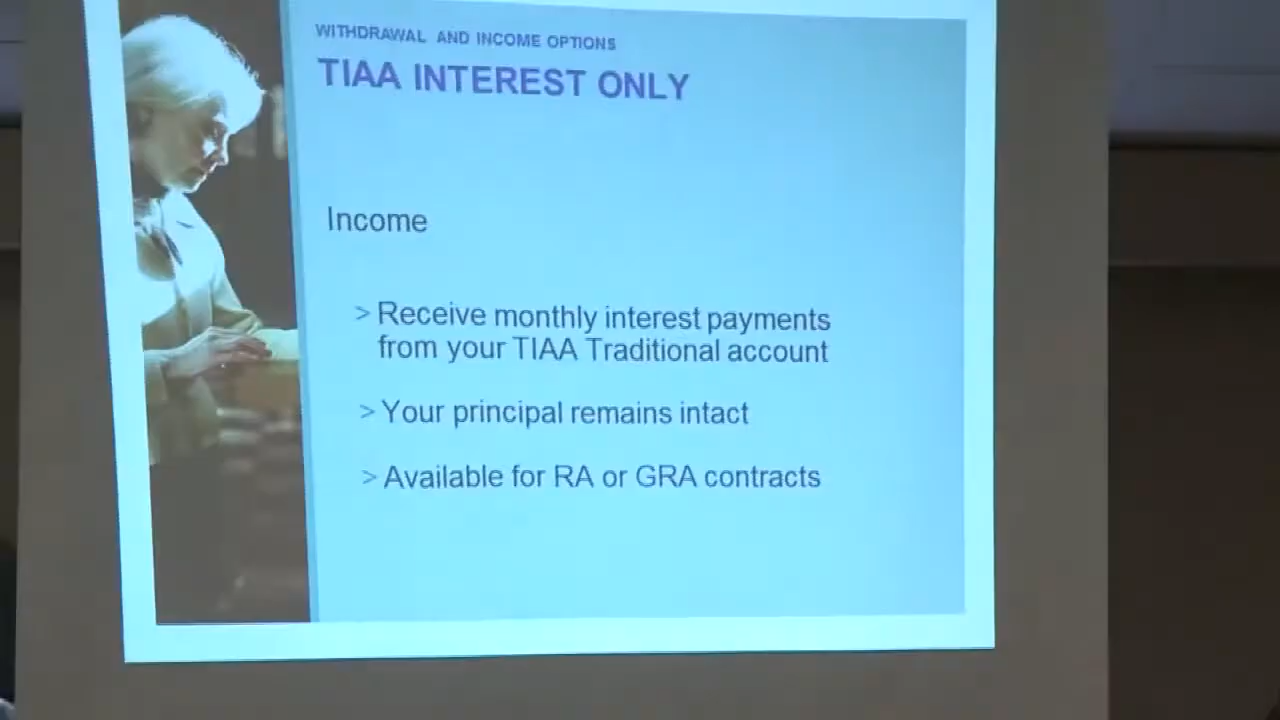 WITHDRAWAL AND INCOME OPTIONS
TIAA INTEREST ONLY
Income
> Receive monthly interest payments
from your TIAA Traditional account
> Your principal remains intact
> Available for RA or GRA contracts